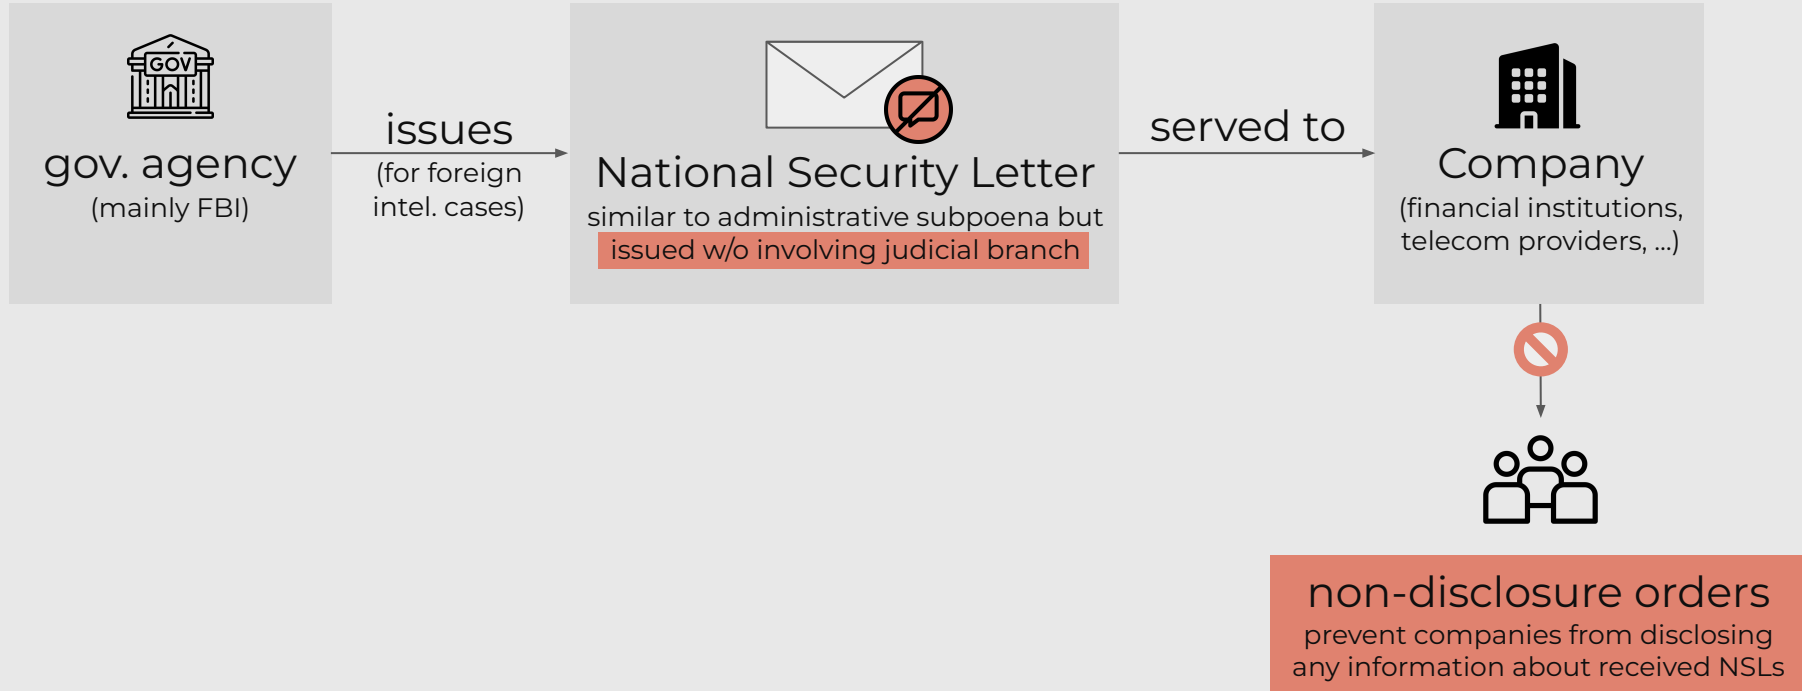 GOV
gov. agency
(mainly FBI)
issues
(for foreign
intel. cases)
National Security Letter
similar to administrative subpoena but
issued w/o involving judicial branch
served to
Company
(financial institutions,
telecom providers, ...)
non-disclosure orders
prevent companies from disclosing
any information about received NSLs